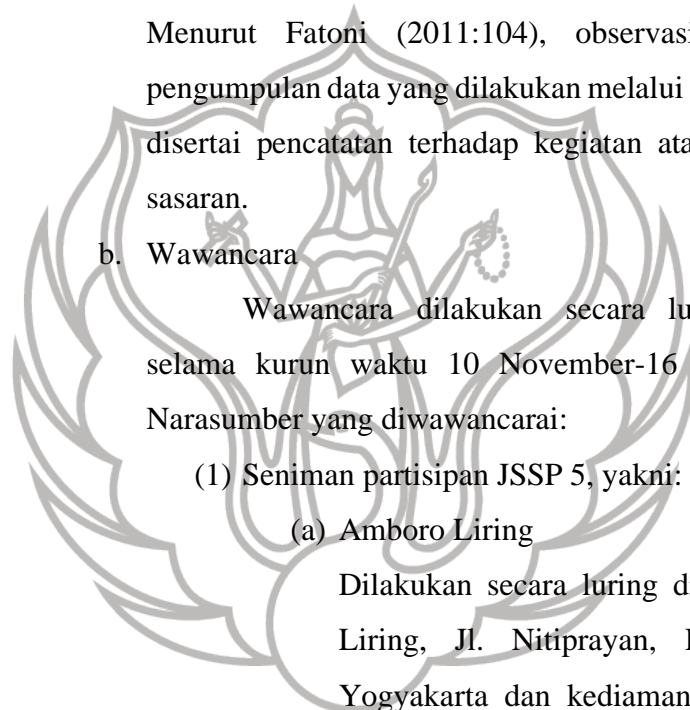 Menurut Fatoni (2011:104), observasi
pengumpulan data yang dilakukan melalui
disertai pencatatan terhadap kegiatan ata
sasaran.
b. Wawancara
Wawancara dilakukan secara lu
selama kurun waktu 10 November-16
Narasumber yang diwawancarai:
(1) Seniman partisipan JSSP 5, yakni:
(a) Amboro Liring
Dilakukan secara luring d
Liring, Jl. Nitiprayan,
Yogyakarta dan kediaman